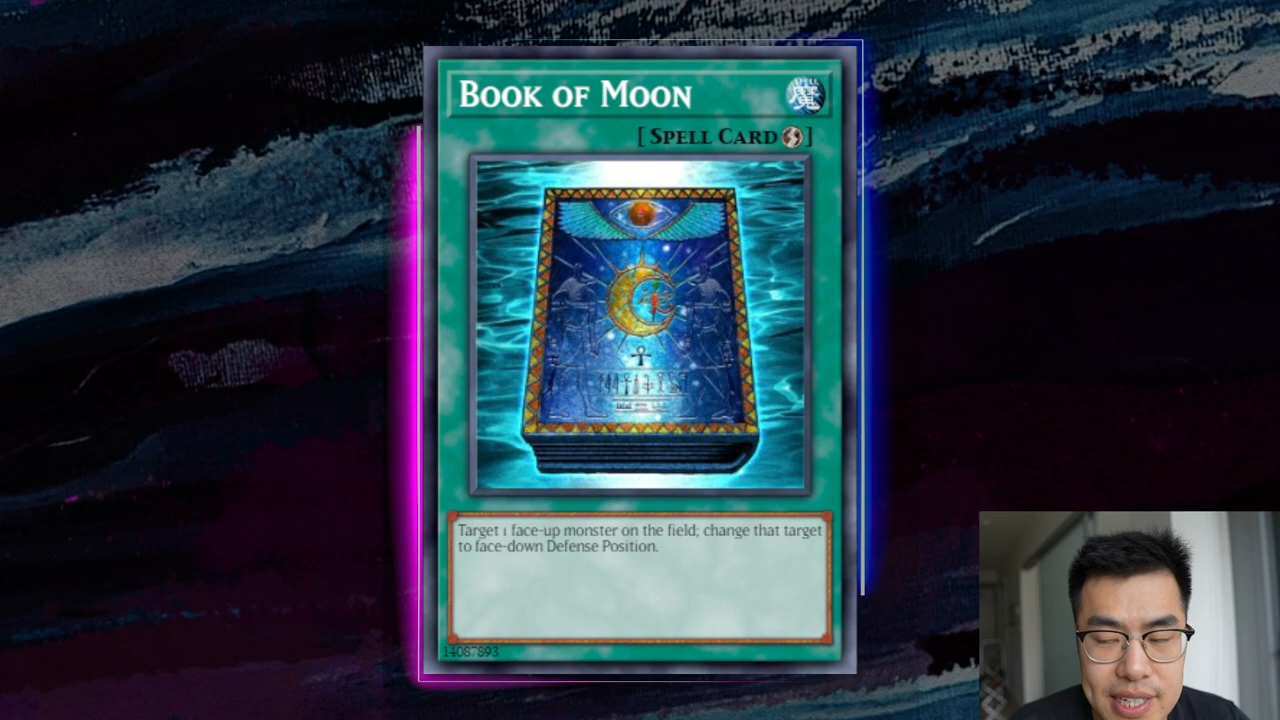 BOOK OF MOON
魔
[ SPELL CARD ]
Target 1 face-up monster on the field; change that target
to face-down Defense Position.
14087893